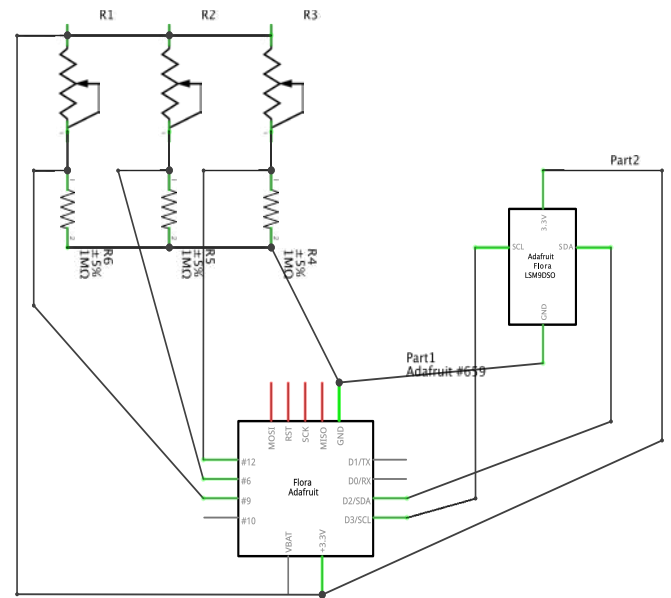 R1 R2 R3
Part2
R6 R5 R4
±5% ±5% ±5%
1MΩ 1MΩ 1MΩ
3.3V
SCL SDA
Adafruit
Flora
LSM9DSO
GND
Part1
Adafruit #659
MOSI RST SCK MISO GND
#12 D1/TX
#6 D0/RX
#9 D2/SDA
#10 D3/SCL
Flora
Adafruit
VBAT +3.3V